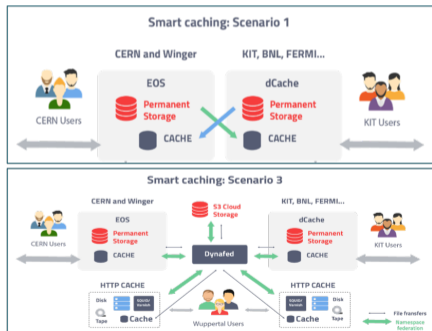 Smart caching: Scenario 1
CERN and Winger
KIT, BNL, FERMI...
EOS
dCache
Permanent
Storage
Permanent
Storage
CACHE
CACHE
CERN Users
KIT Users
Smart caching: Scenario 3
CERN and Winger
KIT, BNL, FERMI...
S3 Cloud
Storage
EOS
dCache
Permanent
Storage
Permanent
Storage
CACHE
CACHE
CERN Users
KIT Users
Dynafed
HTTP CACHE
HTTP CACHE
Disk
Disk
Tape
Tape
Cache
Cache
Wuppertal Users
File transfers
Namespace
federation